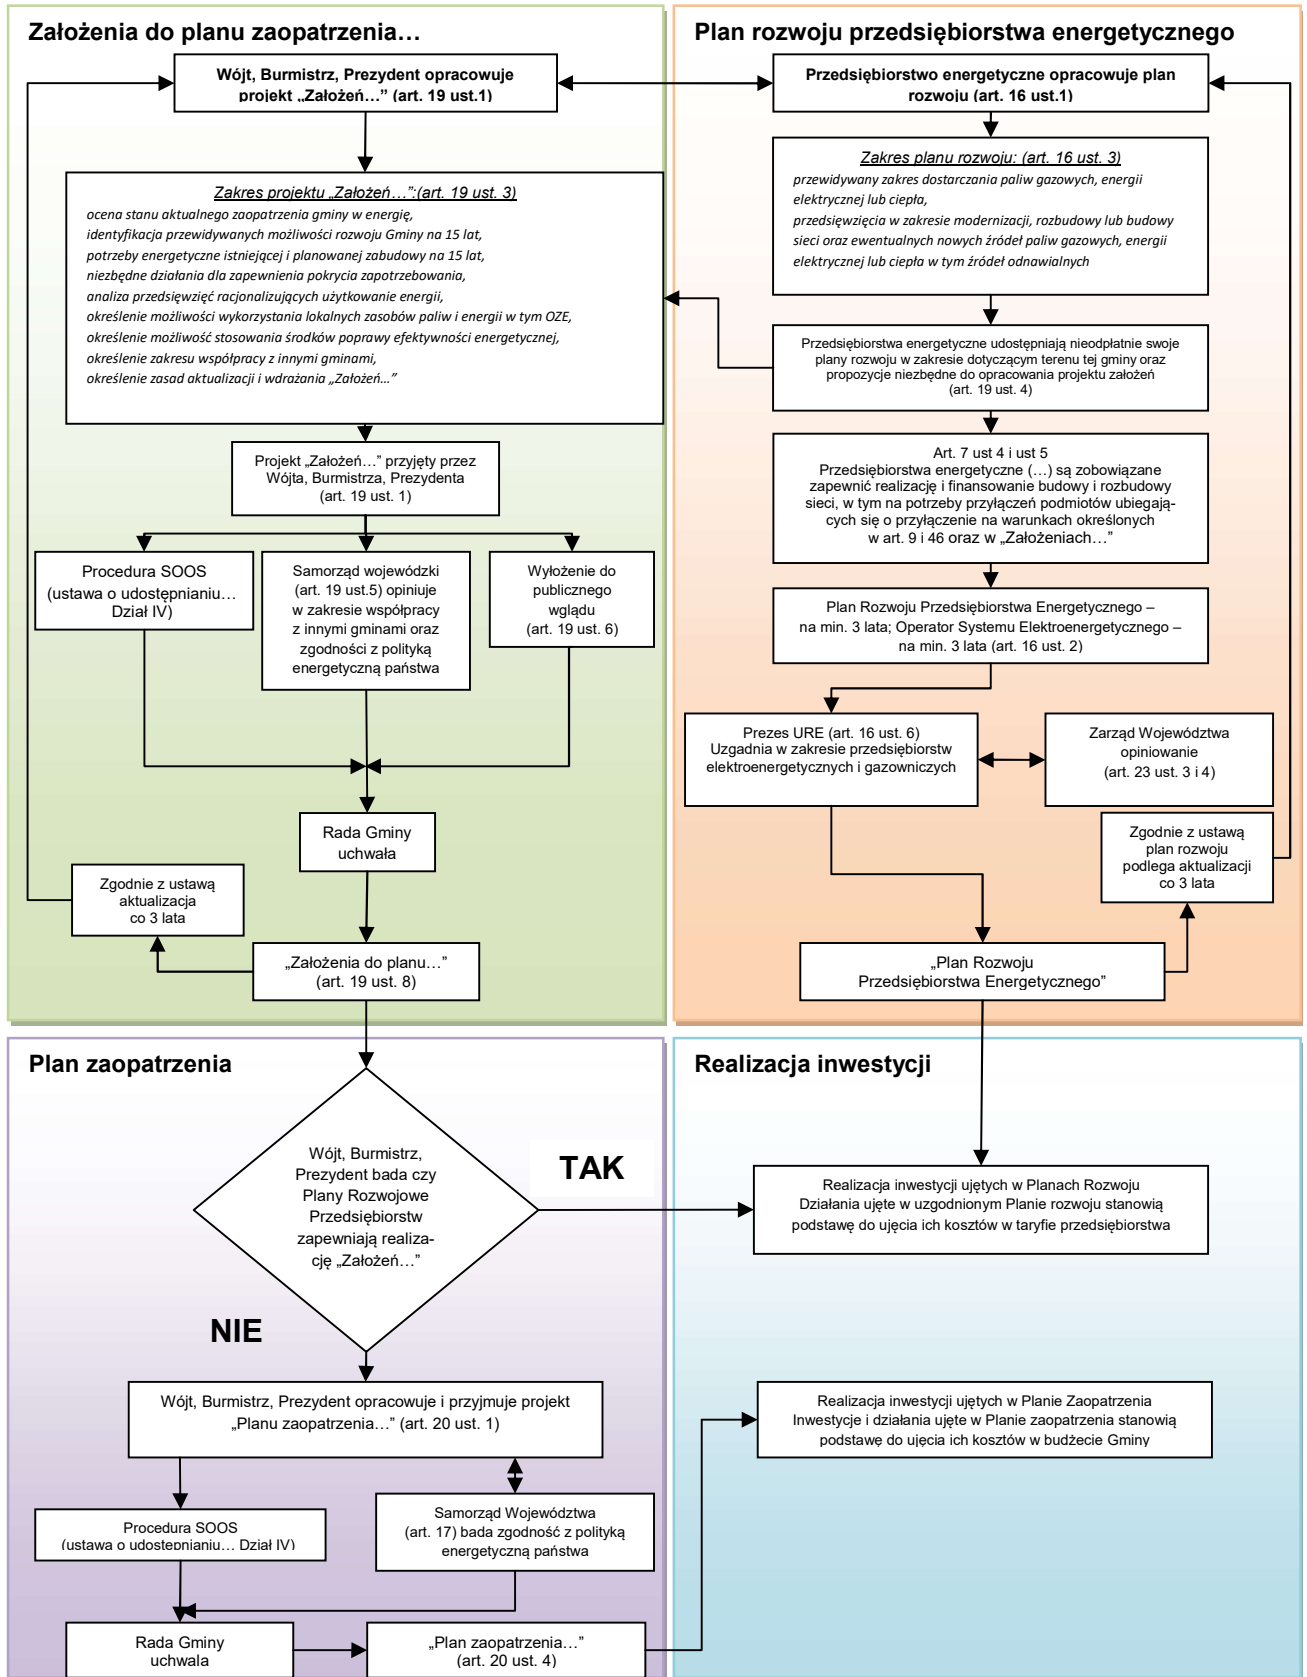 Założenia do planu zaopatrzenia…
Wójt, Burmistrz, Prezydent opracowuje
projekt „Założeń…” (art. 19 ust.1)
Zakres projektu „Założeń…”:(art. 19 ust. 3)
ocena stanu aktualnego zaopatrzenia gminy w energię,
identyfikacja przewidywanych możliwości rozwoju Gminy na 15 lat,
potrzeby energetyczne istniejącej i planowanej zabudowy na 15 lat,
niezbędne działania dla zapewnienia pokrycia zapotrzebowania,
analiza przedsięwzięć racjonalizujących użytkowanie energii,
określenie możliwości wykorzystania lokalnych zasobów paliw i energii w tym OZE,
określenie możliwość stosowania środków poprawy efektywności energetycznej,
określenie zakresu współpracy z innymi gminami,
określenie zasad aktualizacji i wdrażania „Założeń…”
Projekt „Założeń…” przyjęty przez
Wójta, Burmistrza, Prezydenta
(art. 19 ust. 1)
Procedura SOOS
(ustawa o udostępnianiu…
Dział IV)
Samorząd wojewódzki
(art. 19 ust.5) opiniuje
w zakresie współpracy
z innymi gminami oraz
zgodności z polityką
energetyczną państwa
Wyłożenie do
publicznego
wglądu
(art. 19 ust. 6)
Rada Gminy
uchwała
Zgodnie z ustawą
aktualizacja
co 3 lata
„Założenia do planu…”
(art. 19 ust. 8)
Plan rozwoju przedsiębiorstwa energetycznego
Przedsiębiorstwo energetyczne opracowuje plan
rozwoju (art. 16 ust.1)
Zakres planu rozwoju: (art. 16 ust. 3)
przewidywany zakres dostarczania paliw gazowych, energii
elektrycznej lub ciepła,
przedsięwzięcia w zakresie modernizacji, rozbudowy lub budowy
sieci oraz ewentualnych nowych źródeł paliw gazowych, energii
elektrycznej lub ciepła w tym źródeł odnawialnych
Przedsiębiorstwa energetyczne udostępniają nieodpłatnie swoje
plany rozwoju w zakresie dotyczącym terenu tej gminy oraz
propozycje niezbędne do opracowania projektu założeń
(art. 19 ust. 4)
Art. 7 ust 4 i ust 5
Przedsiębiorstwa energetyczne (…) są zobowiązane
zapewnić realizację i finansowanie budowy i rozbudowy
sieci, w tym na potrzeby przyłączeń podmiotów ubiegają-
cych się o przyłączenie na warunkach określonych
w art. 9 i 46 oraz w „Założeniach…”
Plan Rozwoju Przedsiębiorstwa Energetycznego –
na min. 3 lata; Operator Systemu Elektroenergetycznego –
na min. 3 lata (art. 16 ust. 2)
Prezes URE (art. 16 ust. 6)
Uzgadnia w zakresie przedsiębiorstw
elektroenergetycznych i gazowniczych
Zarząd Województwa
opiniowanie
(art. 23 ust. 3 i 4)
Zgodnie z ustawą
plan rozwoju
podlega aktualizacji
co 3 lata
„Plan Rozwoju
Przedsiębiorstwa Energetycznego”
Plan zaopatrzenia
Wójt, Burmistrz,
Prezydent bada czy
Plany Rozwojowe
Przedsiębiorstw
zapewniają realiza-
cję „Założeń…”
TAK
NIE
Wójt, Burmistrz, Prezydent opracowuje i przyjmuje projekt
„Planu zaopatrzenia…” (art. 20 ust. 1)
Procedura SOOS
(ustawa o udostępnianiu… Dział IV)
Samorząd Województwa
(art. 17) bada zgodność z polityką
energetyczną państwa
Rada Gminy
uchwala
„Plan zaopatrzenia…”
(art. 20 ust. 4)
Realizacja inwestycji
Realizacja inwestycji ujętych w Planach Rozwoju
Działania ujęte w uzgodnionym Planie rozwoju stanowią
podstawę do ujęcia ich kosztów w taryfie przedsiębiorstwa
Realizacja inwestycji ujętych w Planie Zaopatrzenia
Inwestycje i działania ujęte w Planie zaopatrzenia stanowią
podstawę do ujęcia ich kosztów w budżecie Gminy